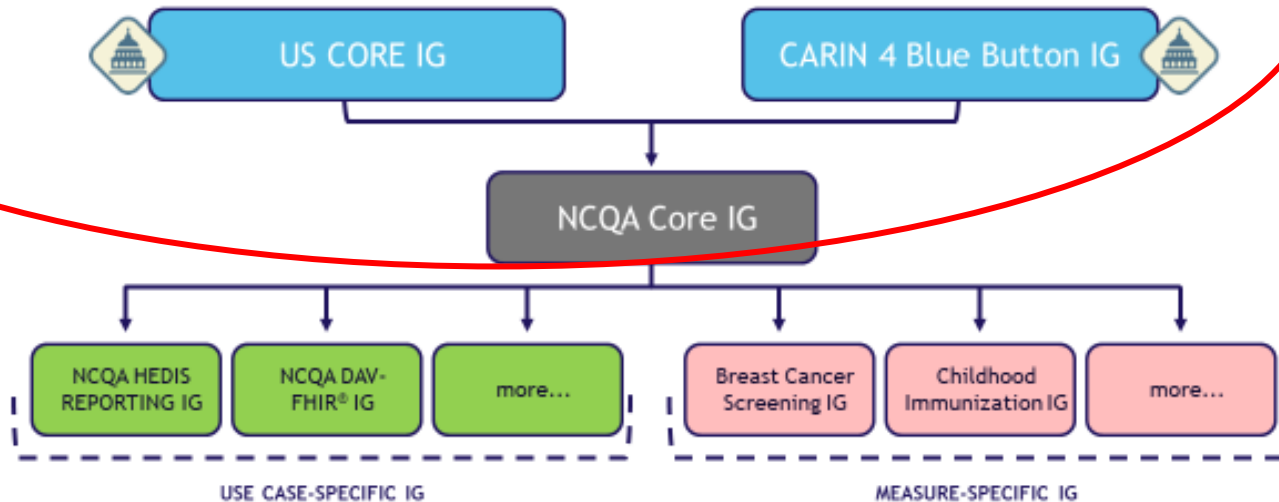 US CORE IG
CARIN 4 Blue Button IG
NCQA Core IG
NCQA HEDIS
REPORTING IG
NCQA DAV-
FHIR® IG
more...
Breast Cancer
Screening IG
Childhood
Immunization IG
more...
USE CASE-SPECIFIC IG
MEASURE-SPECIFIC IG